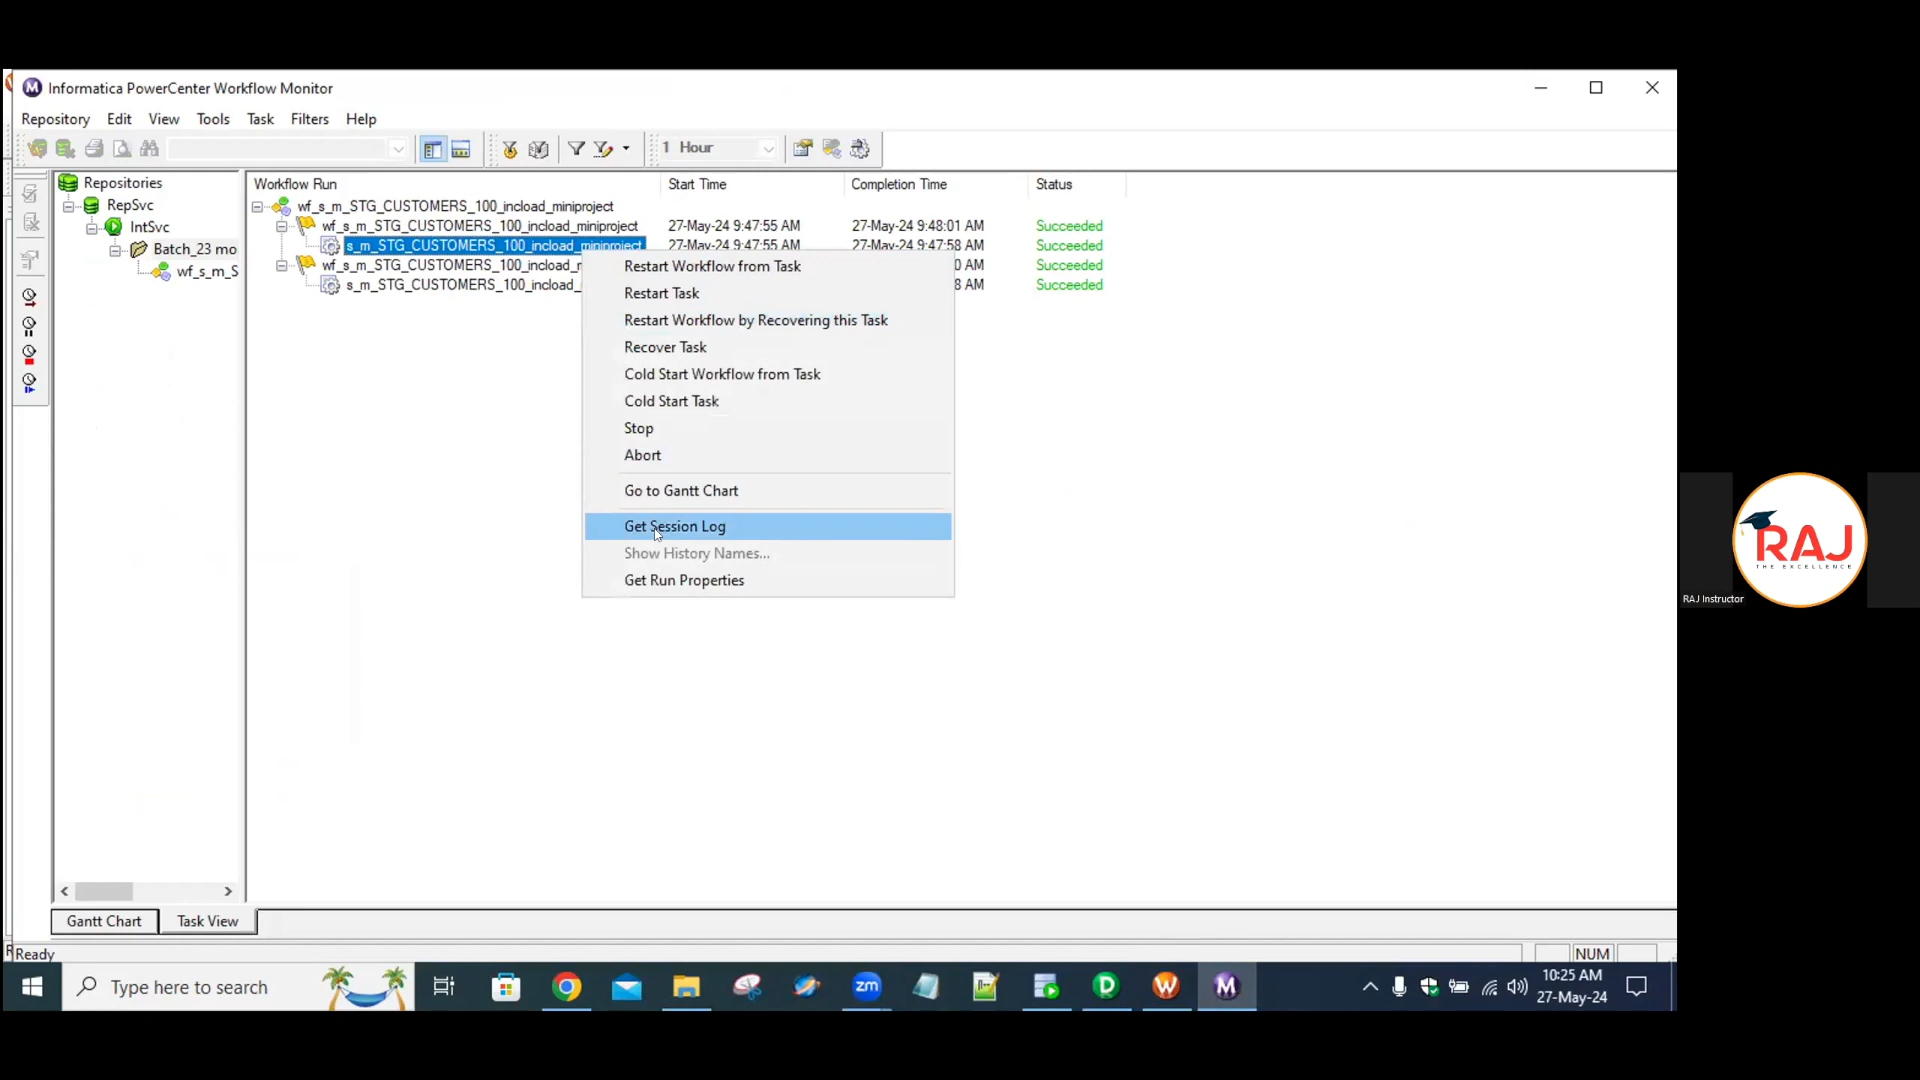 Informatica PowerCenter Workflow Monitor
Repository Edit View Tools Task Filters Help
1 Hour
Repositories
RepSvc
IntSvc
Batch_23 mo
wf_s_m_S
Workflow Run Start Time Completion Time Status
wf_s_m_STG_CUSTOMERS_100_incload_miniproject
wf_s_m_STG_CUSTOMERS_100_incload_miniproject 27-May-24 9:47:55 AM 27-May-24 9:48:01 AM Succeeded
s_m_STG_CUSTOMERS_100_incload_miniproject 27-May-24 9:47:55 AM 27-May-24 9:47:58 AM Succeeded
wf_s_m_STG_CUSTOMERS_100_incload_r 0 AM Succeeded
s_m_STG_CUSTOMERS_100_incload_ 8 AM Succeeded
Restart Workflow from Task
Restart Task
Restart Workflow by Recovering this Task
Recover Task
Cold Start Workflow from Task
Cold Start Task
Stop
Abort
Go to Gantt Chart
Get Session Log
Show History Names...
Get Run Properties
Gantt Chart Task View
Ready NUM
Type here to search
zm
10:25 AM
27-May-24
RAJ
THE EXCELLENCE
RAJ Instructor